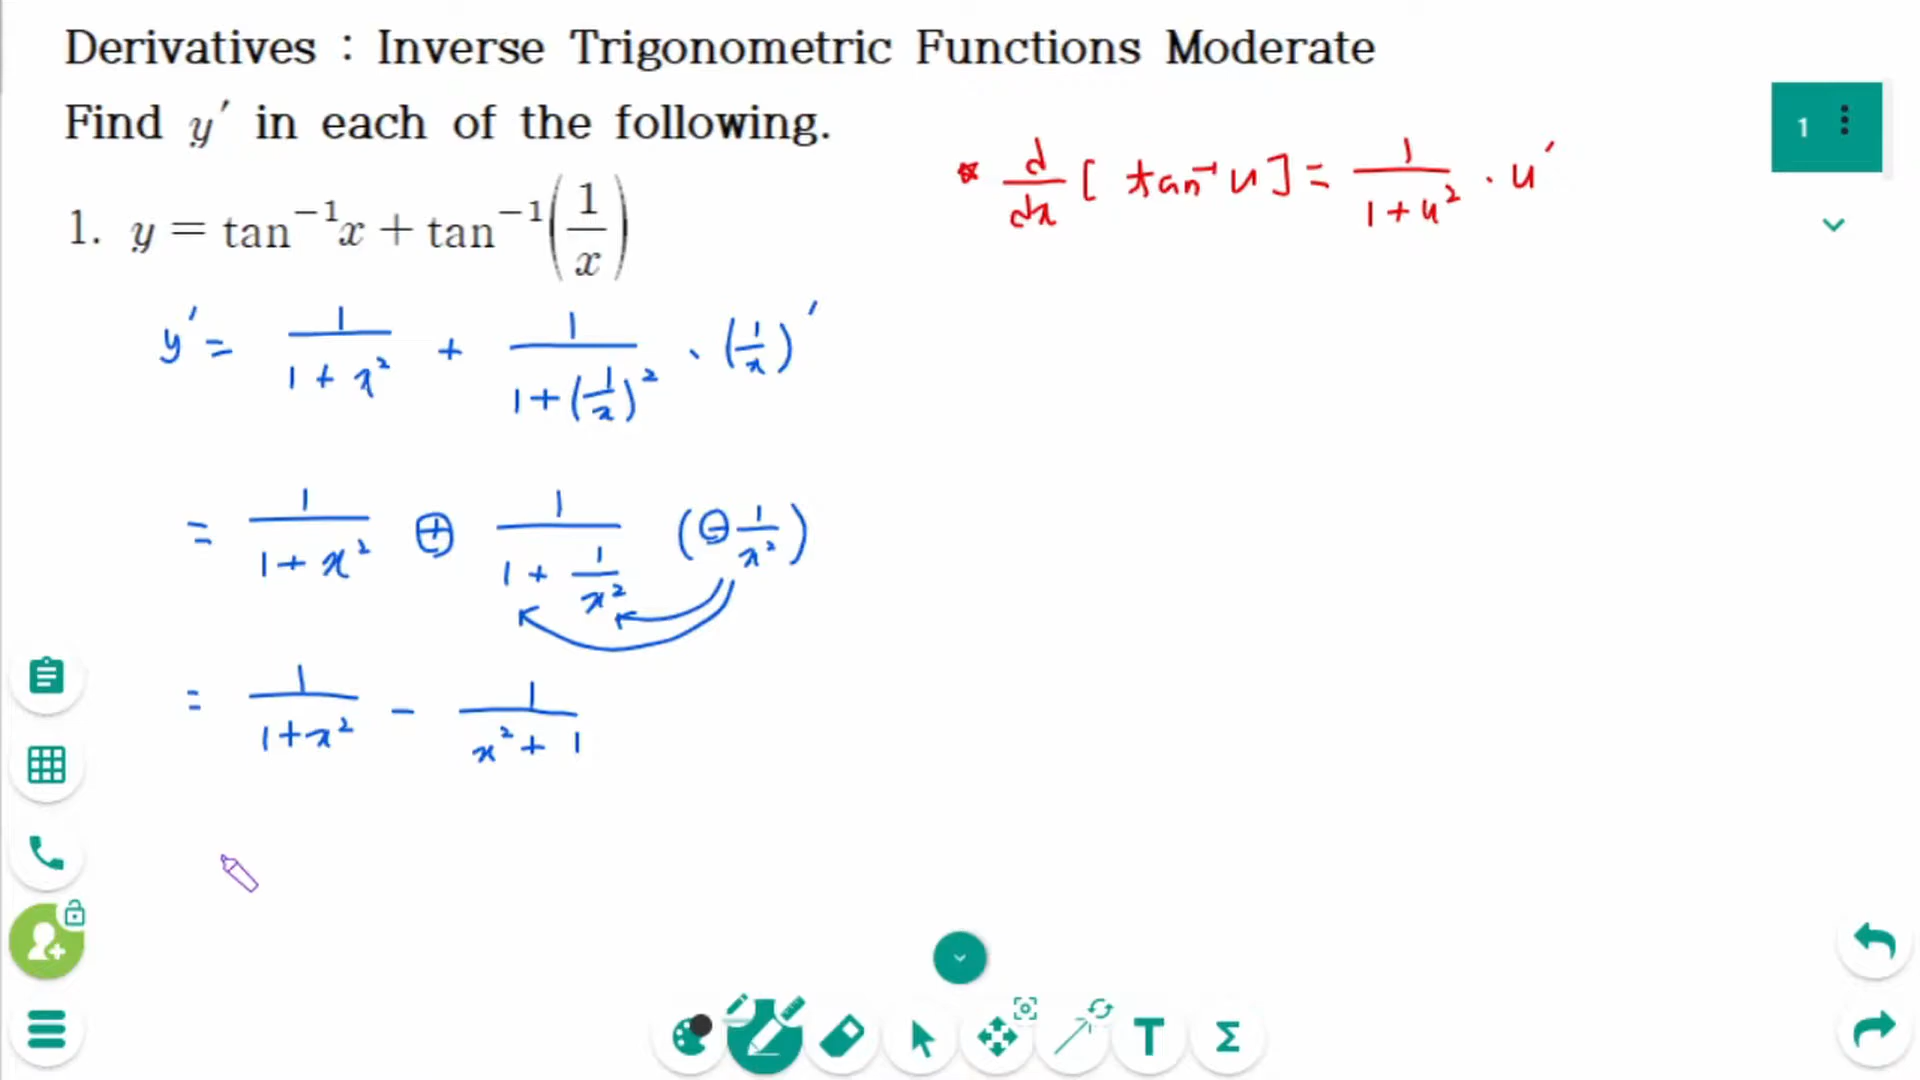 Derivatives : Inverse Trigonometric Functions Moderate
Find y′ in each of the following.
1
* d/dx [ tan⁻¹ u ] = 1/(1+u²) · u′
1. y = tan⁻¹x + tan⁻¹(1/x)
y′ = 1/(1 + x²) + 1/(1+(1/x)²) · (1/x)′
= 1/(1 + x²) ⊕ 1/(1 + 1/x²) (⊖ 1/x²)
= 1/(1+x²) − 1/(x² + 1)
T Σ